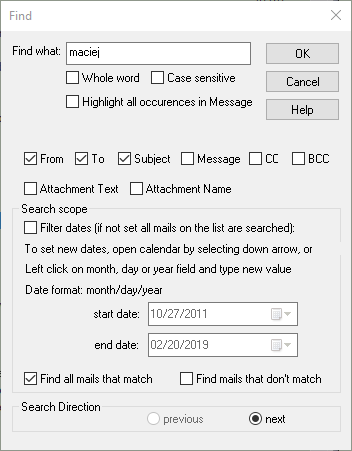 Find
Find what: maciej OK
Whole word Case sensitive Cancel
Highlight all occurences in Message Help
From To Subject Message CC BCC
Attachment Text Attachment Name
Search scope
Filter dates (if not set all mails on the list are searched):
To set new dates, open calendar by selecting down arrow, or
Left click on month, day or year field and type new value
Date format: month/day/year
start date: 10/27/2011
end date: 02/20/2019
Find all mails that match Find mails that don't match
Search Direction
previous next